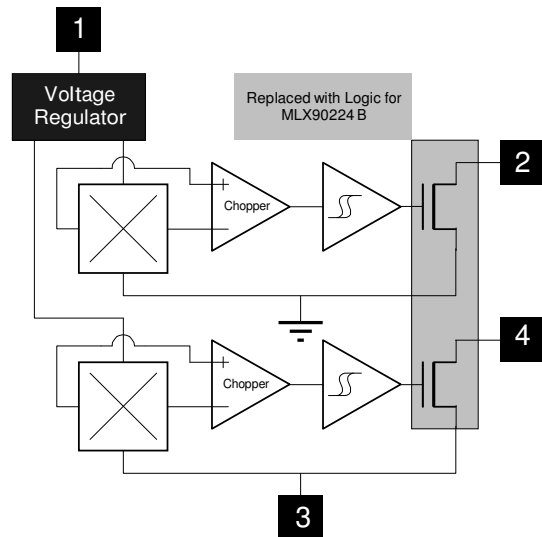 1
Voltage
Regulator
Replaced with Logic for
MLX90224 B
2
+
Chopper
–
4
+
Chopper
–
3